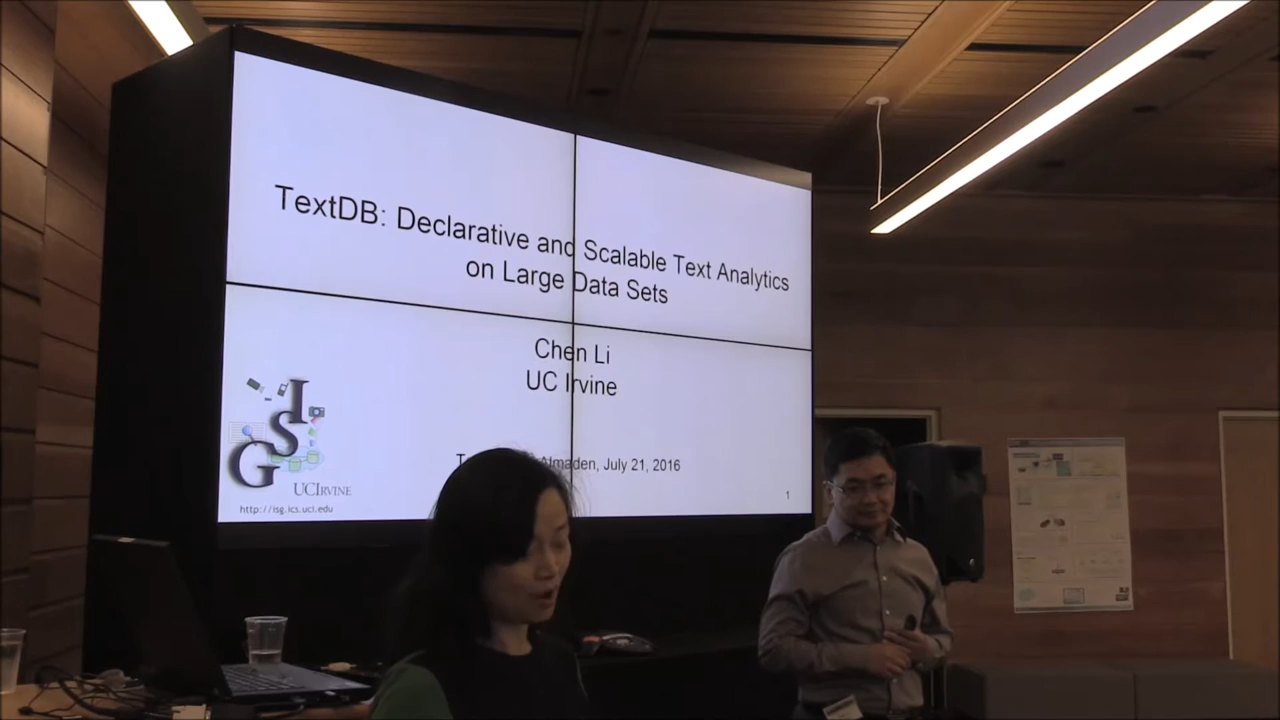 TextDB: Declarative and Scalable Text Analytics
on Large Data Sets
Chen Li
UC Irvine
Almaden, July 21, 2016
ISG
UCIRVINE
http://isg.ics.uci.edu
1